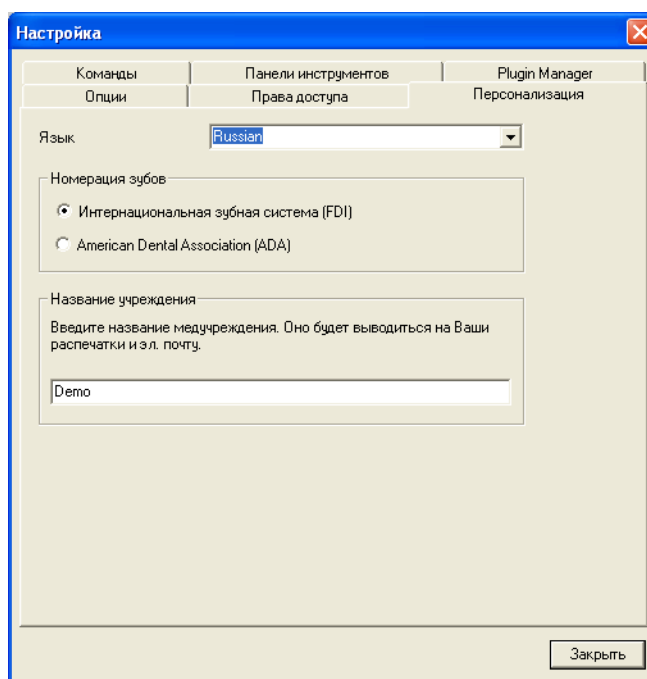 Настройка
Команды
Панели инструментов
Plugin Manager
Опции
Права доступа
Персонализация
Язык
Russian
Номерация зубов
Интернациональная зубная система (FDI)
American Dental Association (ADA)
Название учреждения
Введите название медучреждения. Оно будет выводиться на Ваши
распечатки и эл. почту.
Demo
Закрыть